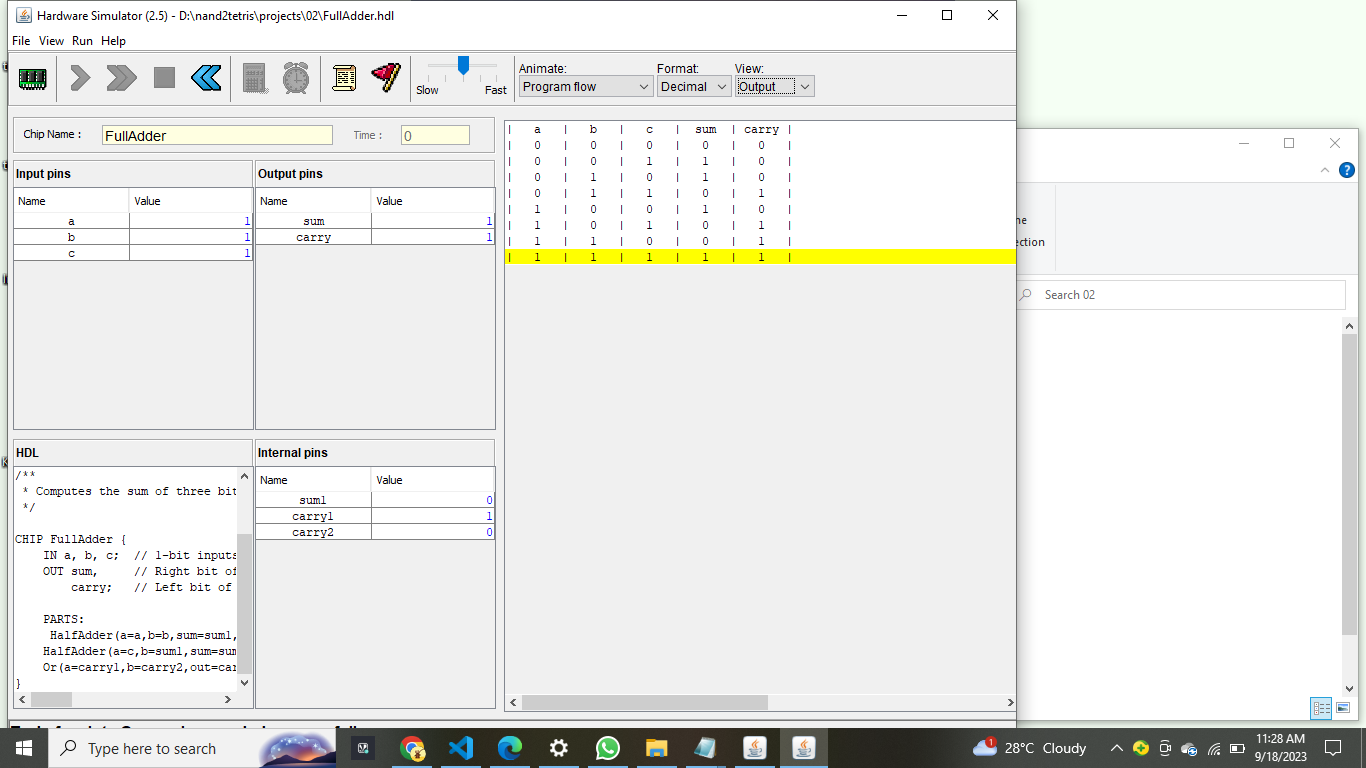 Hardware Simulator (2.5) - D:\nand2tetris\projects\02\FullAdder.hdl
File View Run Help
Slow Fast
Animate: Format: View:
Program flow Decimal Output
Chip Name : FullAdder Time : 0
Input pins
Name Value
a 1
b 1
c 1
Output pins
Name Value
sum 1
carry 1
HDL
/**
* Computes the sum of three bit
*/
CHIP FullAdder {
IN a, b, c; // 1-bit inputs
OUT sum, // Right bit of
carry; // Left bit of
PARTS:
HalfAdder(a=a,b=b,sum=sum1,
HalfAdder(a=c,b=sum1,sum=sum
Or(a=carry1,b=carry2,out=car
}
Internal pins
Name Value
sum1 0
carry1 1
carry2 0
| a | b | c | sum | carry |
| 0 | 0 | 0 | 0 | 0 |
| 0 | 0 | 1 | 1 | 0 |
| 0 | 1 | 0 | 1 | 0 |
| 0 | 1 | 1 | 0 | 1 |
| 1 | 0 | 0 | 1 | 0 |
| 1 | 0 | 1 | 0 | 1 |
| 1 | 1 | 0 | 0 | 1 |
| 1 | 1 | 1 | 1 | 1 |
ne
ection
Search 02
Type here to search
1
28°C Cloudy
11:28 AM
9/18/2023